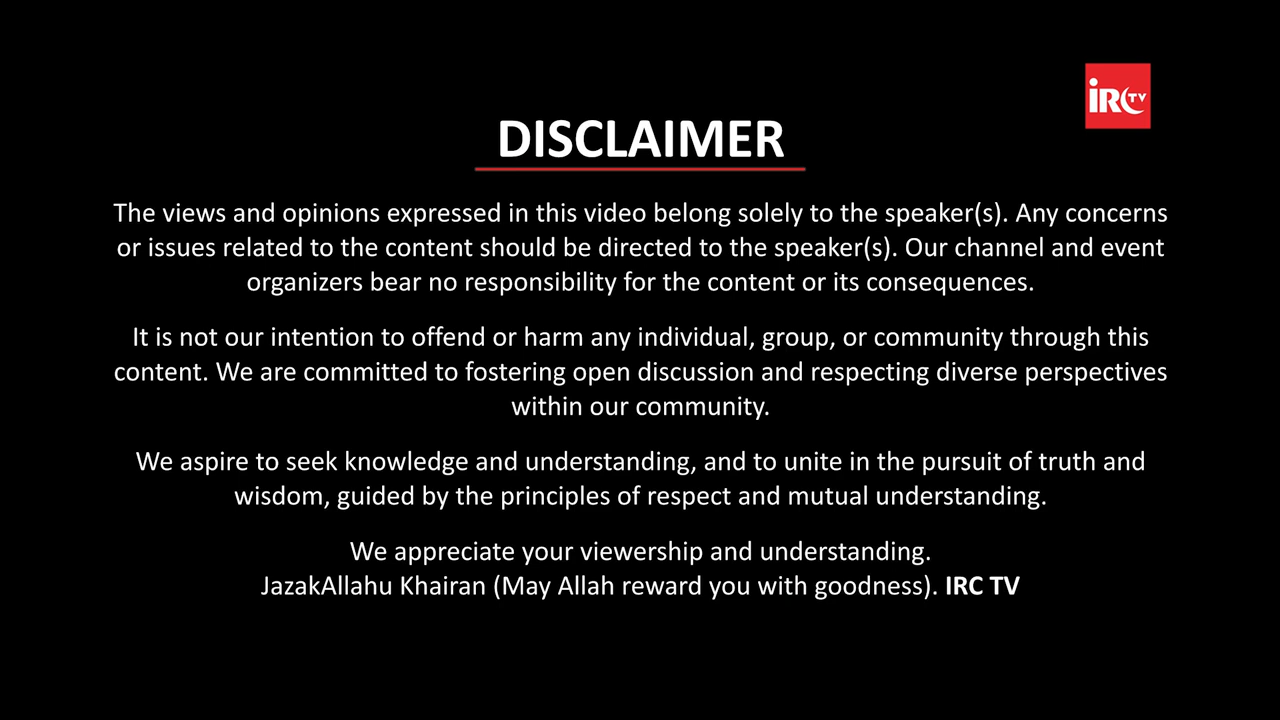 iRC TV
DISCLAIMER
The views and opinions expressed in this video belong solely to the speaker(s). Any concerns
or issues related to the content should be directed to the speaker(s). Our channel and event
organizers bear no responsibility for the content or its consequences.
It is not our intention to offend or harm any individual, group, or community through this
content. We are committed to fostering open discussion and respecting diverse perspectives
within our community.
We aspire to seek knowledge and understanding, and to unite in the pursuit of truth and
wisdom, guided by the principles of respect and mutual understanding.
We appreciate your viewership and understanding.
JazakAllahu Khairan (May Allah reward you with goodness). IRC TV